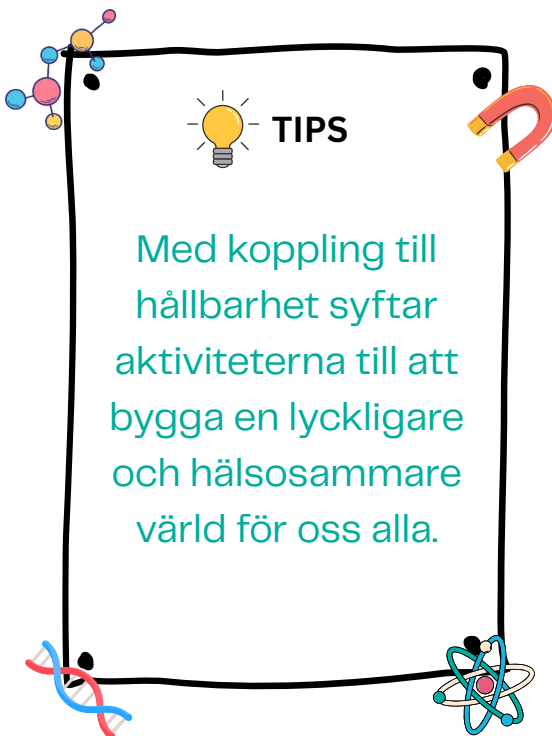 TIPS
Med koppling till
hållbarhet syftar
aktiviteterna till att
bygga en lyckligare
och hälsosammare
värld för oss alla.